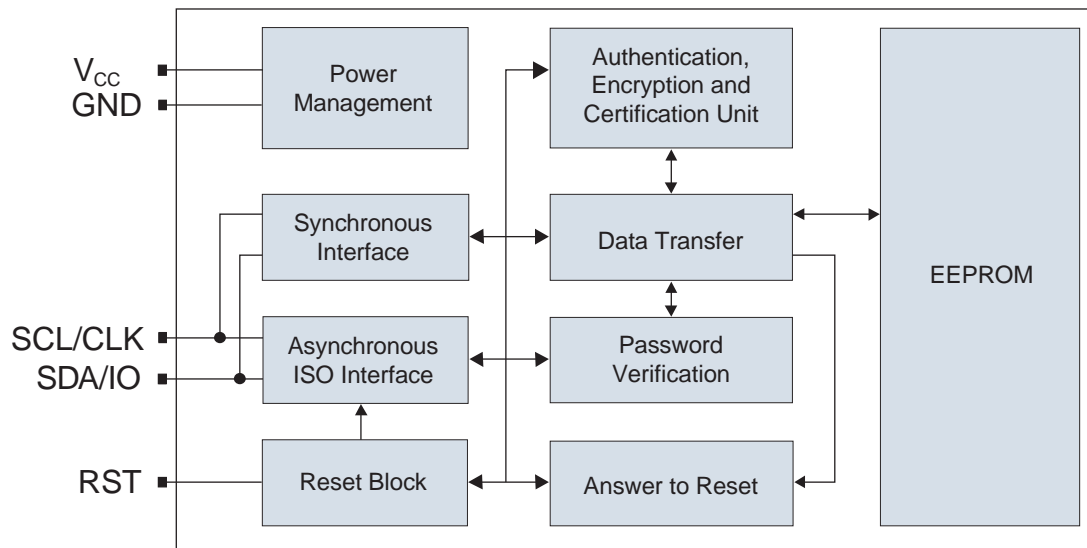 V_CC
GND
SCL/CLK
SDA/IO
RST
Power
Management
Synchronous
Interface
Asynchronous
ISO Interface
Reset Block
Authentication,
Encryption and
Certification Unit
Data Transfer
Password
Verification
Answer to Reset
EEPROM